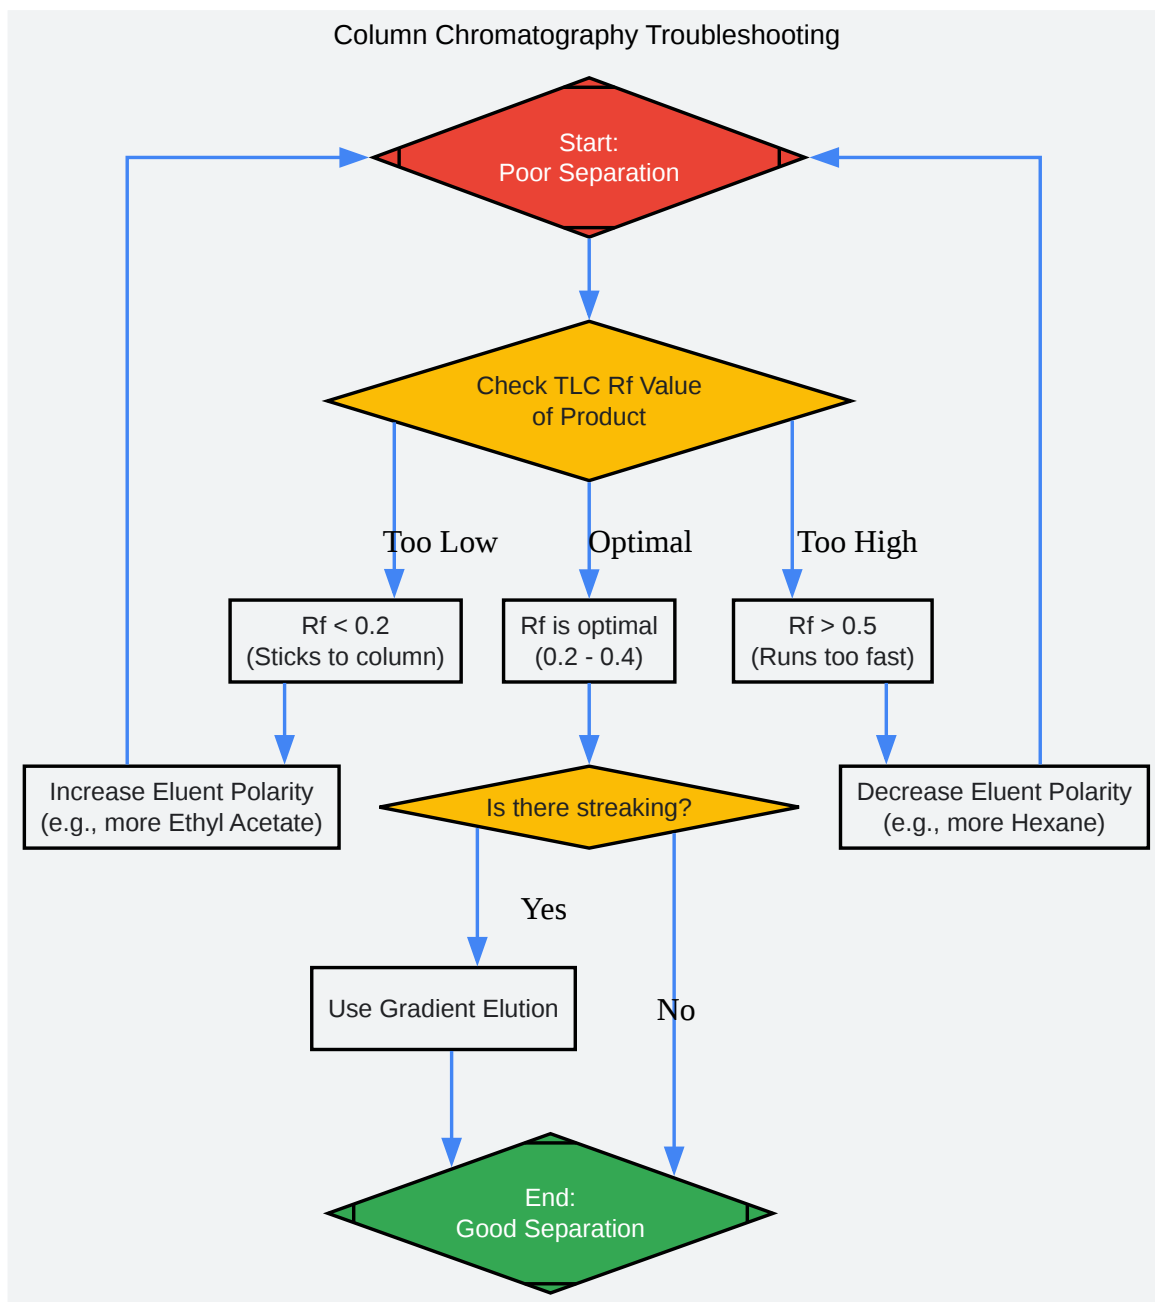 Column Chromatography Troubleshooting
Start:
Poor Separation
Check TLC Rf Value
of Product
Too Low
Optimal
Too High
Rf < 0.2
(Sticks to column)
Rf is optimal
(0.2 - 0.4)
Rf > 0.5
(Runs too fast)
Increase Eluent Polarity
(e.g., more Ethyl Acetate)
Is there streaking?
Decrease Eluent Polarity
(e.g., more Hexane)
Yes
Use Gradient Elution
No
End:
Good Separation